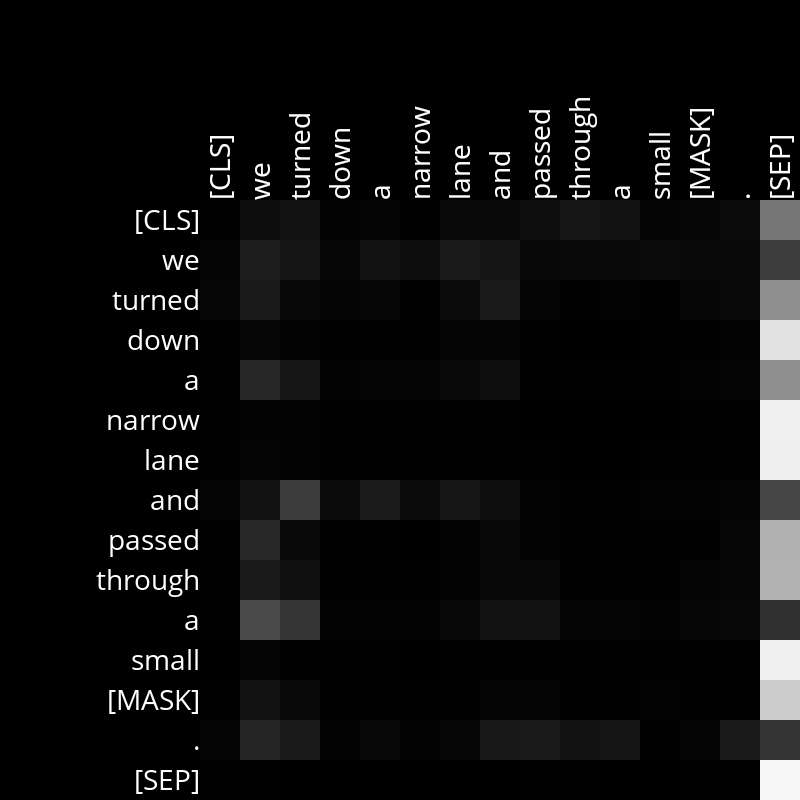 [CLS] we turned down a narrow lane and passed through a small [MASK] . [SEP]
[CLS]
we
turned
down
a
narrow
lane
and
passed
through
a
small
[MASK]
.
[SEP]